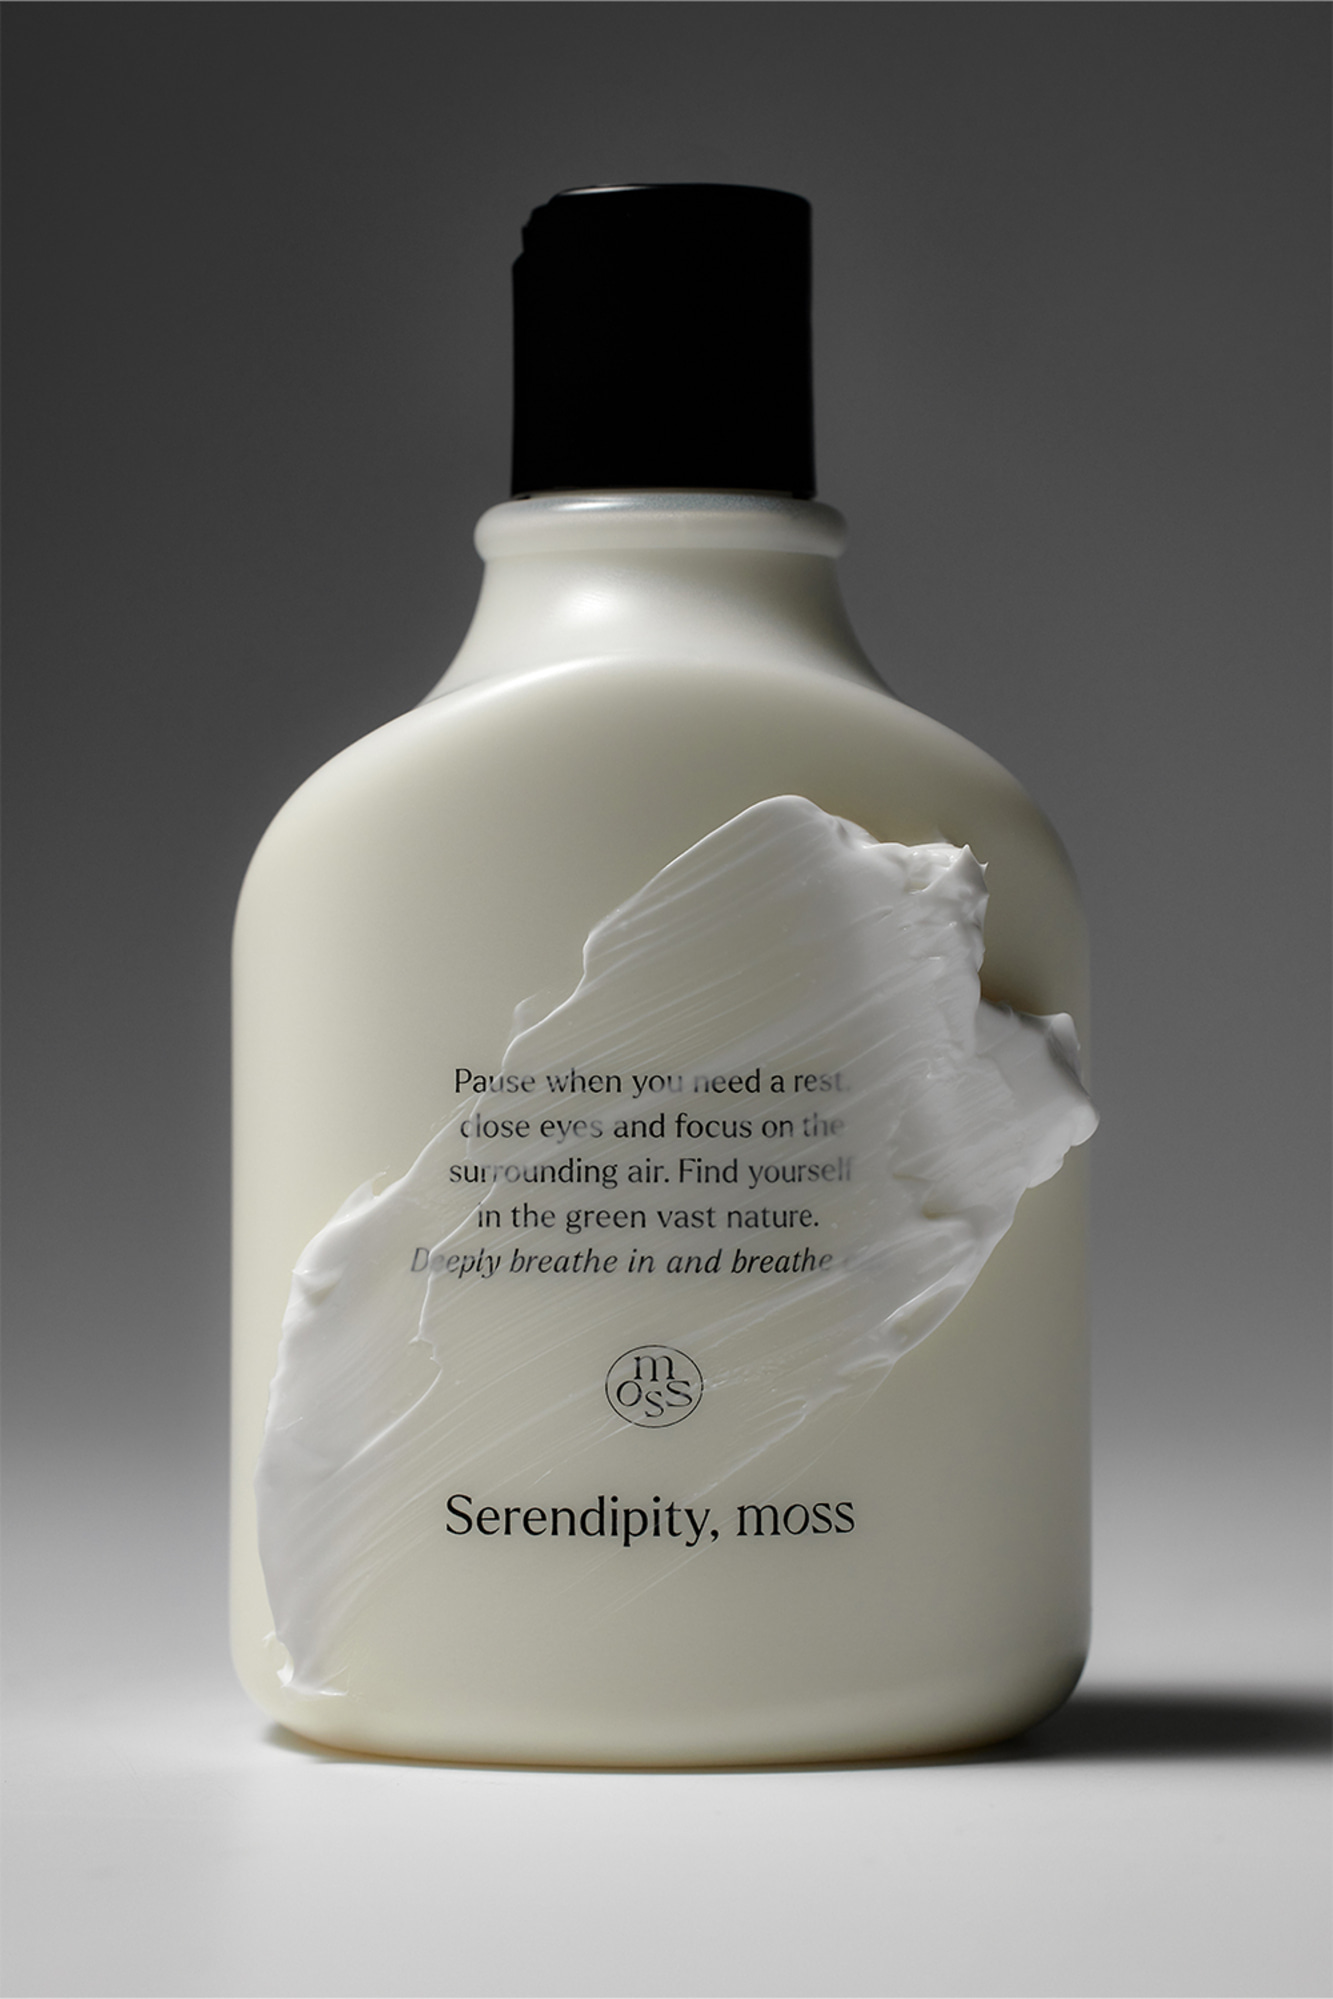 Pause when you need a rest.
close eyes and focus on the
surrounding air. Find yourself
in the green vast nature.
Deeply breathe in and breathe
moss
Serendipity, moss